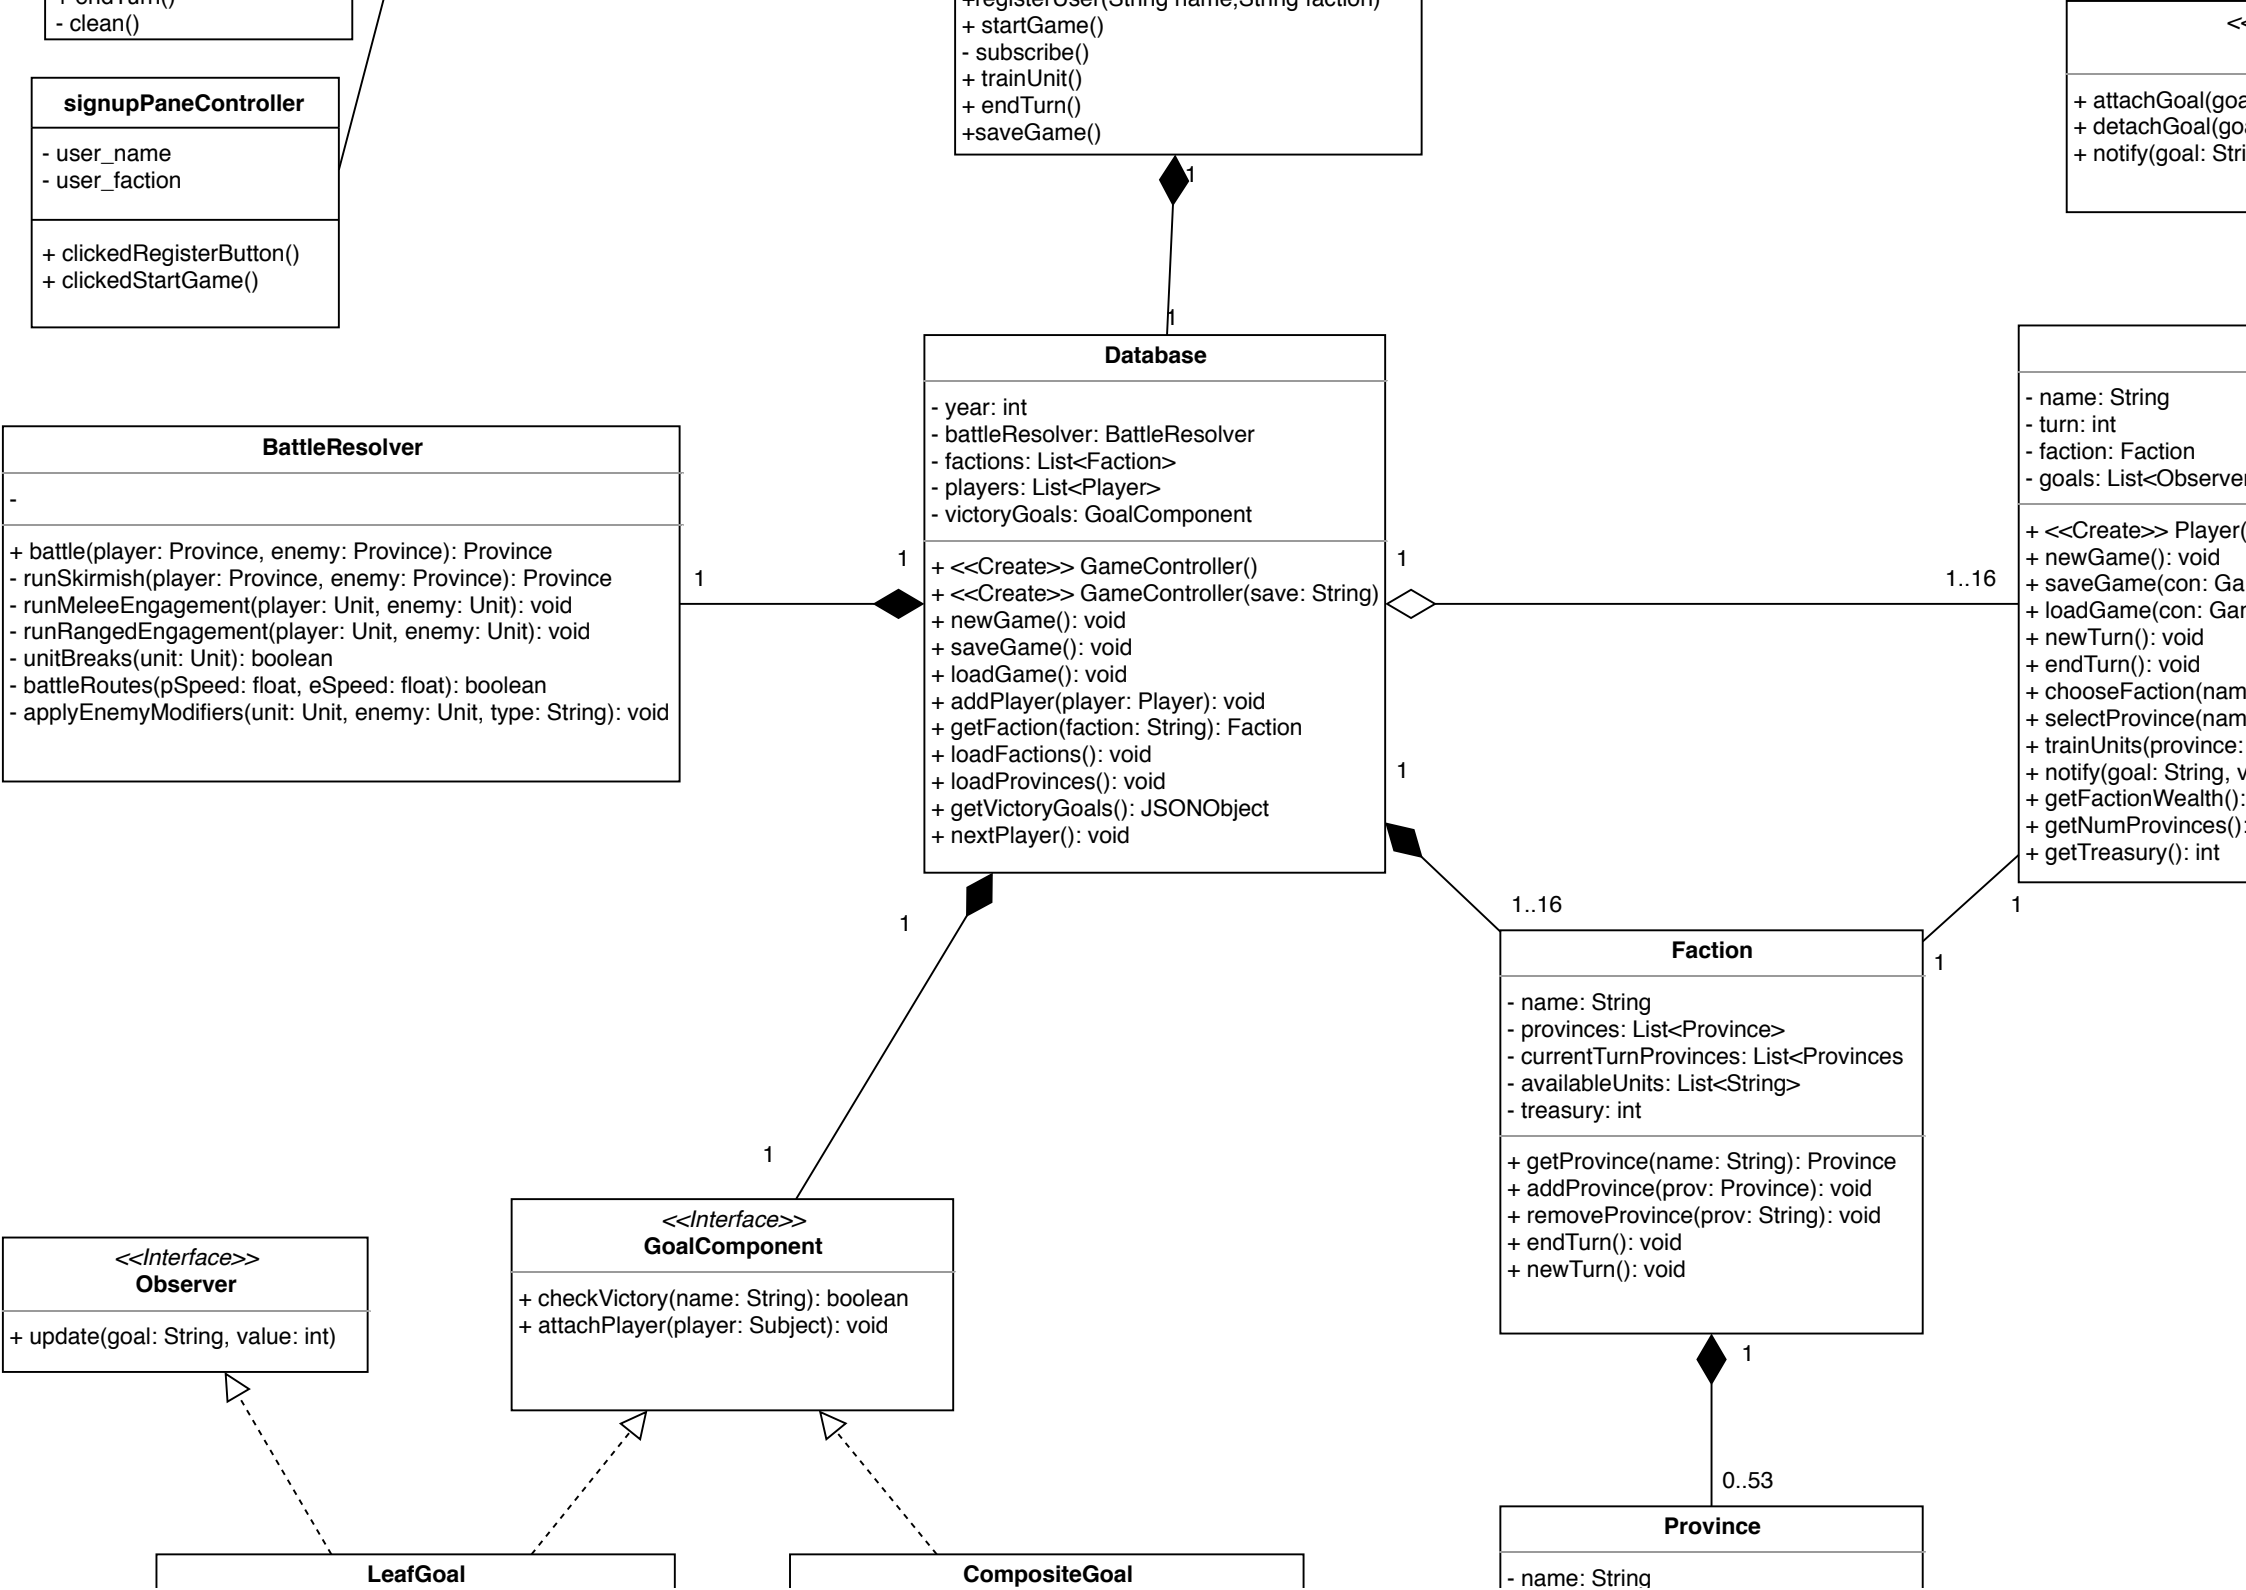 + endTurn()
- clean()
signupPaneController
- user_name
- user_faction
+ clickedRegisterButton()
+ clickedStartGame()
+registerUser(String name,String faction)
+ startGame()
- subscribe()
+ trainUnit()
+ endTurn()
+saveGame()
1
1
<<
+ attachGoal(goa
+ detachGoal(goa
+ notify(goal: Stri
BattleResolver
-
+ battle(player: Province, enemy: Province): Province
- runSkirmish(player: Province, enemy: Province): Province
- runMeleeEngagement(player: Unit, enemy: Unit): void
- runRangedEngagement(player: Unit, enemy: Unit): void
- unitBreaks(unit: Unit): boolean
- battleRoutes(pSpeed: float, eSpeed: float): boolean
- applyEnemyModifiers(unit: Unit, enemy: Unit, type: String): void
1
1
Database
- year: int
- battleResolver: BattleResolver
- factions: List<Faction>
- players: List<Player>
- victoryGoals: GoalComponent
+ <<Create>> GameController()
+ <<Create>> GameController(save: String)
+ newGame(): void
+ saveGame(): void
+ loadGame(): void
+ addPlayer(player: Player): void
+ getFaction(faction: String): Faction
+ loadFactions(): void
+ loadProvinces(): void
+ getVictoryGoals(): JSONObject
+ nextPlayer(): void
1
1..16
- name: String
- turn: int
- faction: Faction
- goals: List<Observer
+ <<Create>> Player(
+ newGame(): void
+ saveGame(con: Ga
+ loadGame(con: Gar
+ newTurn(): void
+ endTurn(): void
+ chooseFaction(nam
+ selectProvince(nam
+ trainUnits(province:
+ notify(goal: String, v
+ getFactionWealth():
+ getNumProvinces():
+ getTreasury(): int
1
1..16
1
1
Faction
- name: String
- provinces: List<Province>
- currentTurnProvinces: List<Provinces
- availableUnits: List<String>
- treasury: int
+ getProvince(name: String): Province
+ addProvince(prov: Province): void
+ removeProvince(prov: String): void
+ endTurn(): void
+ newTurn(): void
1
0..53
Province
- name: String
1
1
<<Interface>>
GoalComponent
+ checkVictory(name: String): boolean
+ attachPlayer(player: Subject): void
<<Interface>>
Observer
+ update(goal: String, value: int)
LeafGoal
CompositeGoal